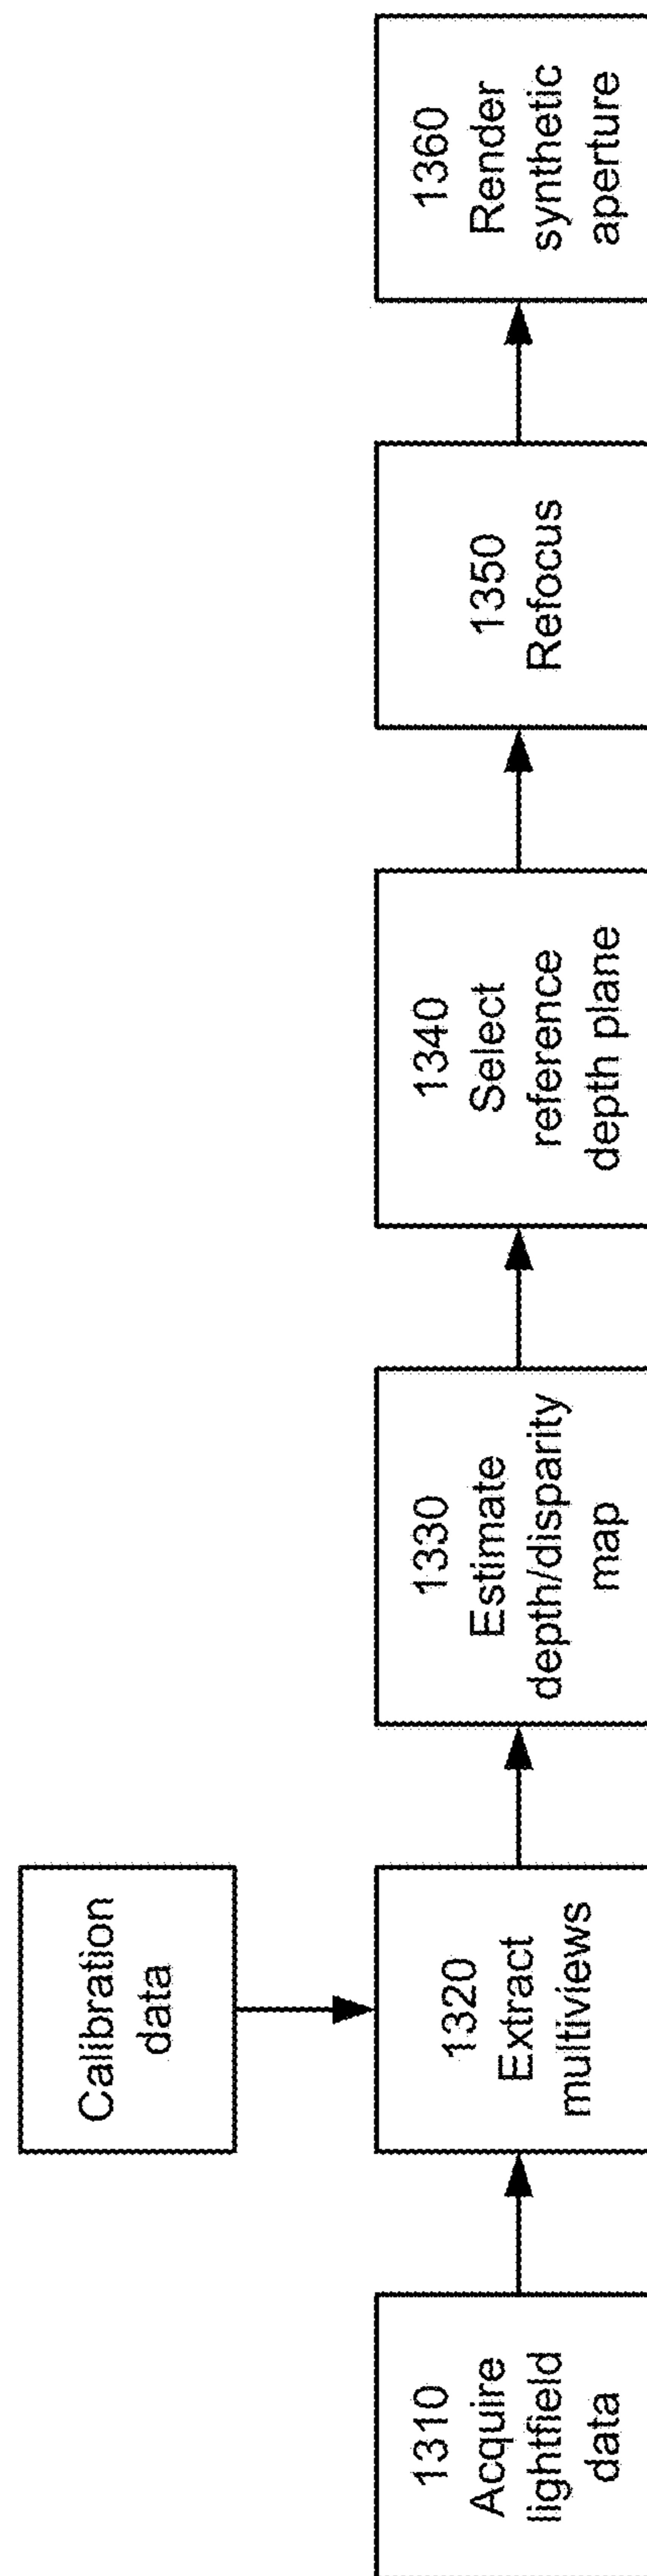 Calibration
data
1310
Acquire
lightfield
data
1320
Extract
multiviews
1330
Estimate
depth/disparity
map
1340
Select
reference
depth plane
1350
Refocus
1360
Render
synthetic
aperture